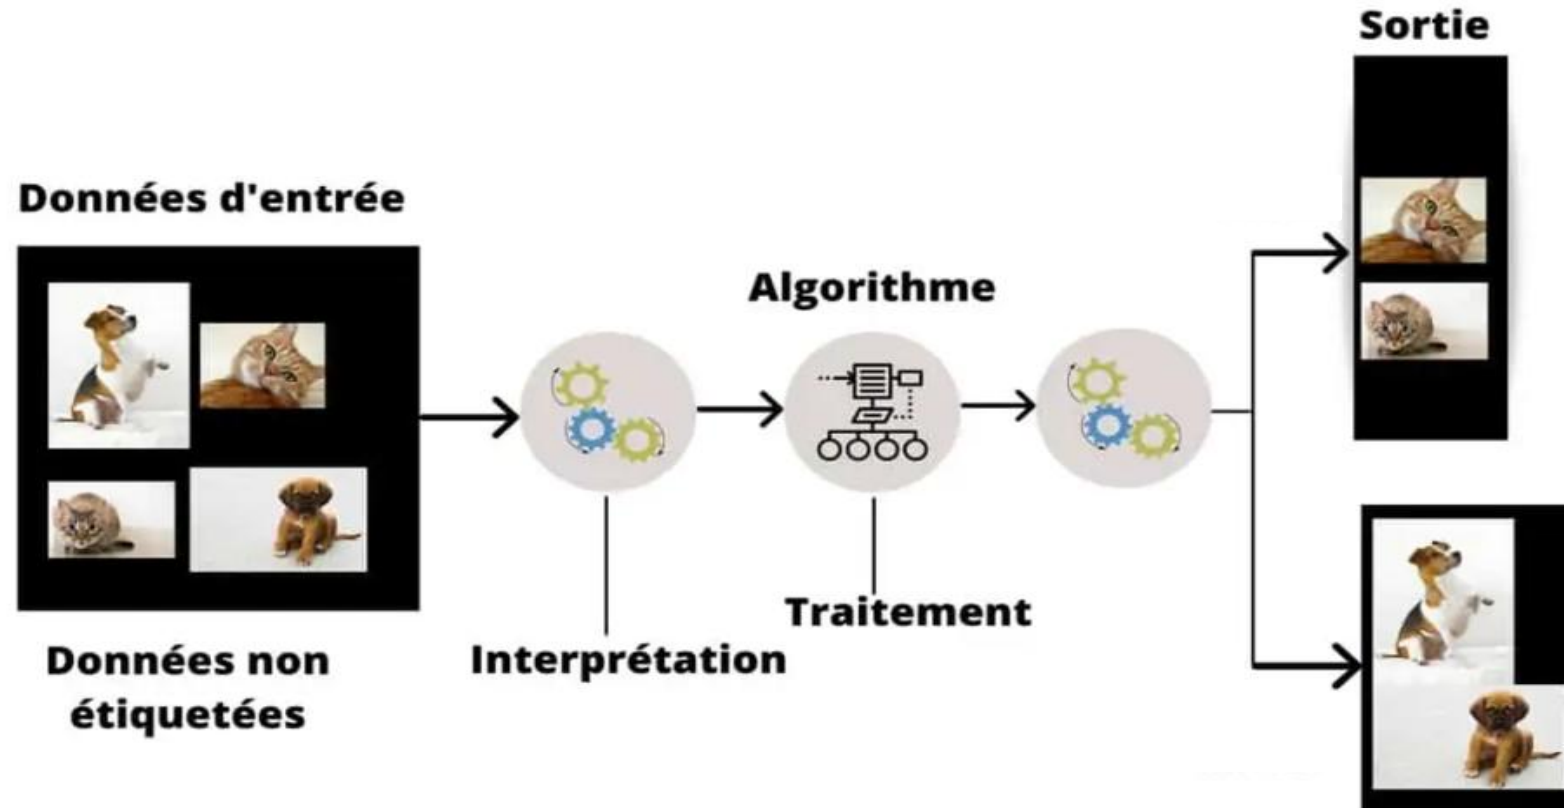 Sortie
Données d'entrée
Algorithme
Traitement
Interprétation
Données non
étiquetées